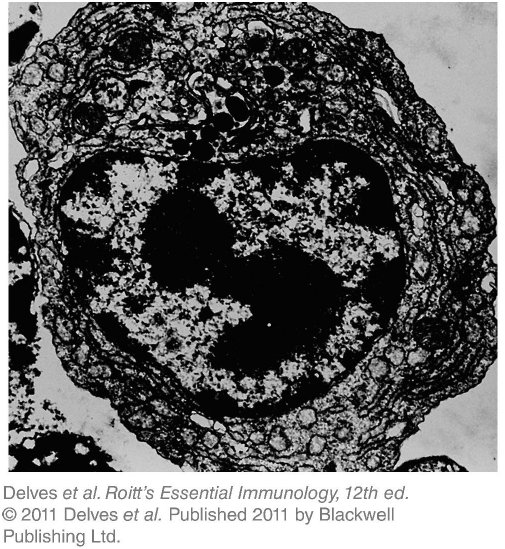 Delves et al. Roitt's Essential Immunology, 12th ed.
© 2011 Delves et al. Published 2011 by Blackwell
Publishing Ltd.